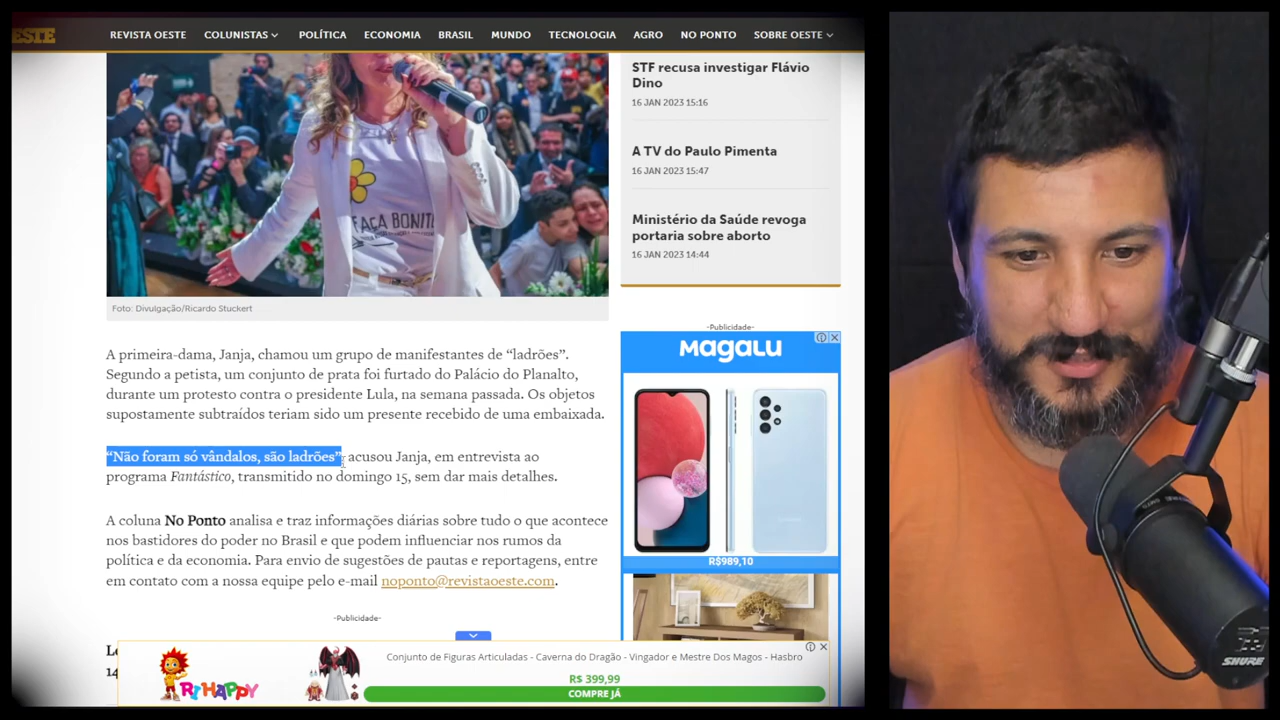 OESTE
REVISTA OESTE COLUNISTAS POLÍTICA ECONOMIA BRASIL MUNDO TECNOLOGIA AGRO NO PONTO SOBRE OESTE
FAÇA BONITO
Foto: Divulgação/Ricardo Stuckert
A primeira-dama, Janja, chamou um grupo de manifestantes de “ladrões”.
Segundo a petista, um conjunto de prata foi furtado do Palácio do Planalto,
durante um protesto contra o presidente Lula, na semana passada. Os objetos
supostamente subtraídos teriam sido um presente recebido de uma embaixada.
“Não foram só vândalos, são ladrões” acusou Janja, em entrevista ao
programa Fantástico, transmitido no domingo 15, sem dar mais detalhes.
A coluna No Ponto analisa e traz informações diárias sobre tudo o que acontece
nos bastidores do poder no Brasil e que podem influenciar nos rumos da
política e da economia. Para envio de sugestões de pautas e reportagens, entre
em contato com a nossa equipe pelo e-mail noponto@revistaoeste.com.
-Publicidade-
STF recusa investigar Flávio
Dino
16 JAN 2023 15:16
A TV do Paulo Pimenta
16 JAN 2023 15:47
Ministério da Saúde revoga
portaria sobre aborto
16 JAN 2023 14:44
-Publicidade-
MAGALU
R$989,10
RI HAPPY
Conjunto de Figuras Articuladas - Caverna do Dragão - Vingador e Mestre Dos Magos - Hasbro
R$ 399,99
COMPRE JÁ
SHURE